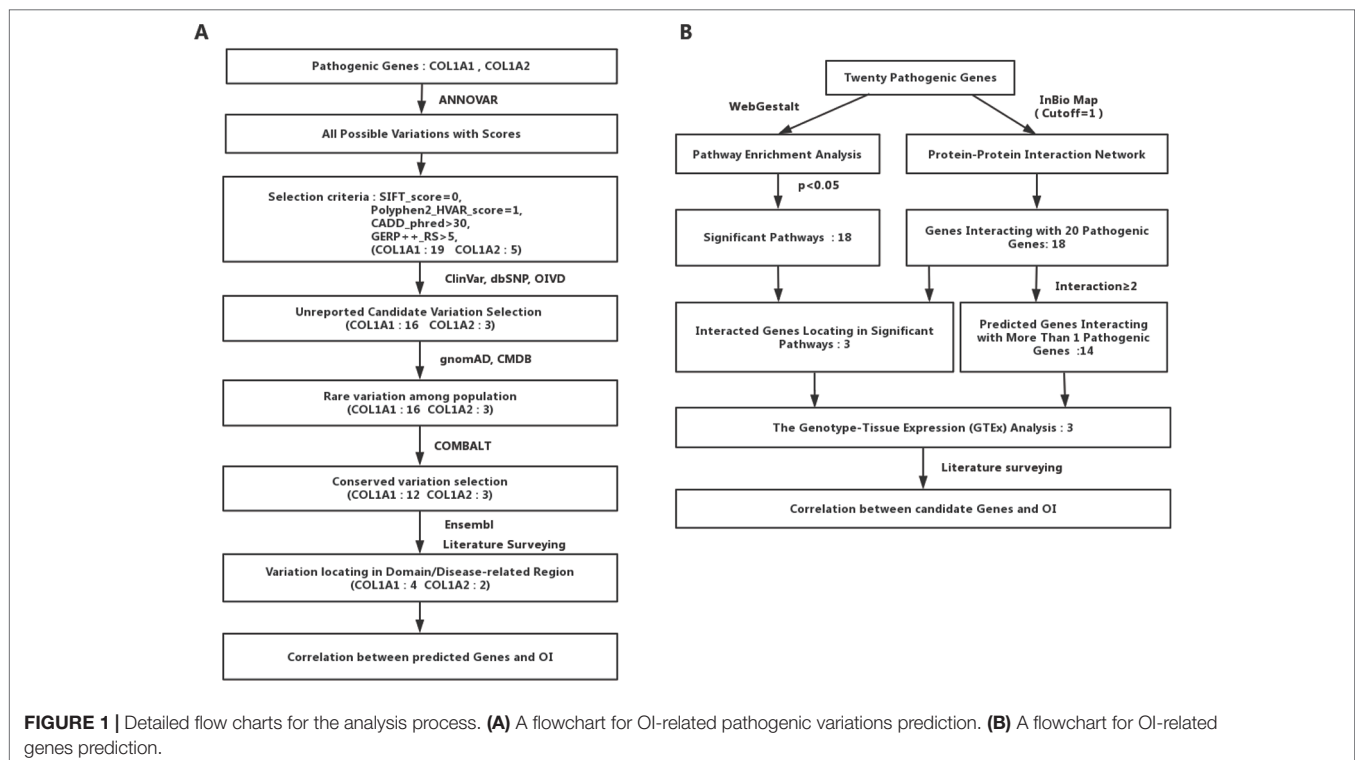 A
Pathogenic Genes : COL1A1 , COL1A2
ANNOVAR
All Possible Variations with Scores
Selection criteria : SIFT_score=0,
Polyphen2_HVAR_score=1,
CADD_phred>30,
GERP++_RS>5,
(COL1A1 : 19 COL1A2 : 5)
ClinVar, dbSNP, OIVD
Unreported Candidate Variation Selection
(COL1A1 : 16 COL1A2 : 3)
gnomAD, CMDB
Rare variation among population
(COL1A1 : 16 COL1A2 : 3)
COMBALT
Conserved variation selection
(COL1A1 : 12 COL1A2 : 3)
Ensembl
Literature Surveying
Variation locating in Domain/Disease-related Region
(COL1A1 : 4 COL1A2 : 2)
Correlation between predicted Genes and OI
B
Twenty Pathogenic Genes
WebGestalt
InBio Map
( Cutoff=1 )
Pathway Enrichment Analysis
Protein-Protein Interaction Network
p<0.05
Significant Pathways : 18
Genes Interacting with 20 Pathogenic
Genes: 18
Interaction≥2
Interacted Genes Locating in Significant
Pathways : 3
Predicted Genes Interacting
with More Than 1 Pathogenic
Genes :14
The Genotype-Tissue Expression (GTEx) Analysis : 3
Literature surveying
Correlation between candidate Genes and OI
FIGURE 1 | Detailed flow charts for the analysis process. (A) A flowchart for OI-related pathogenic variations prediction. (B) A flowchart for OI-related
genes prediction.